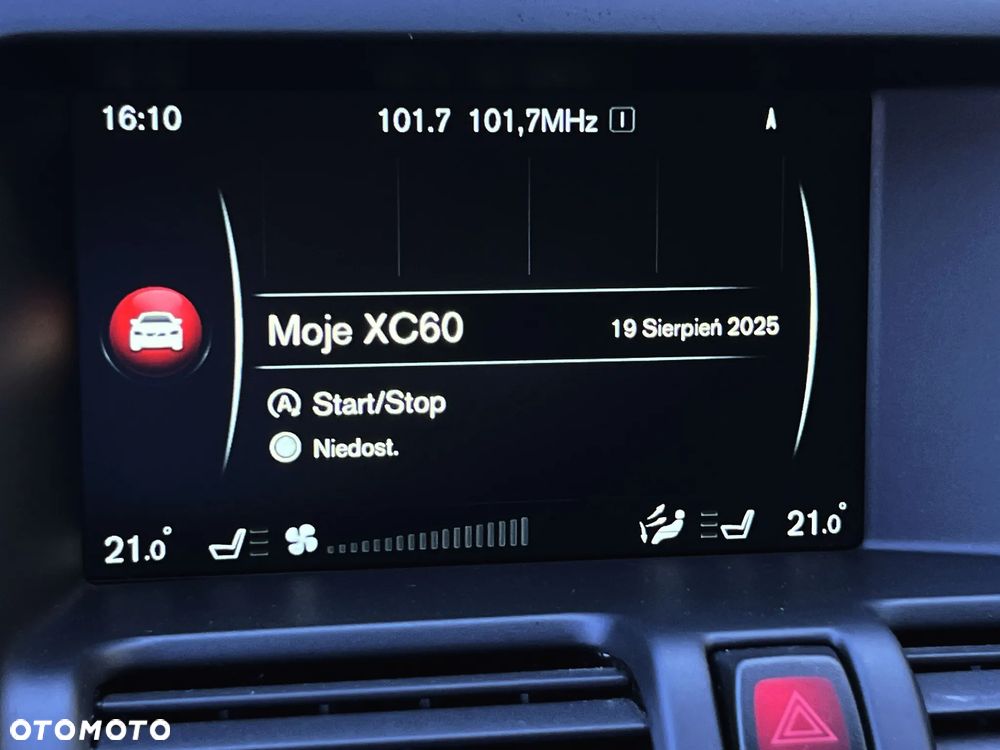 16:10 101.7 101,7MHz I
Moje XC60 19 Sierpień 2025
A Start/Stop
Niedost.
21.0° 21.0°
OTOMOTO